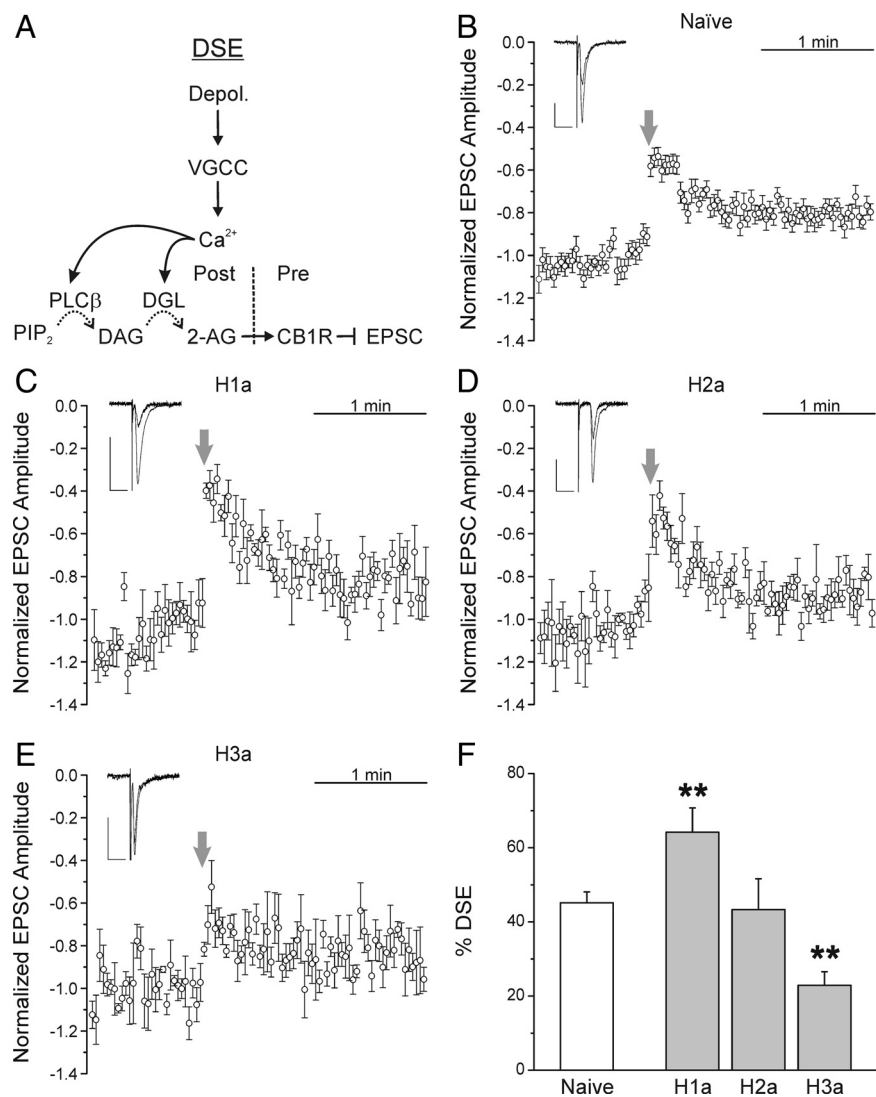 A
DSE
Depol.
VGCC
Ca²⁺
Post Pre
PLCβ DGL
PIP₂ DAG 2-AG CB1R EPSC
B
Naïve
1 min
Normalized EPSC Amplitude
0.0
-0.2
-0.4
-0.6
-0.8
-1.0
-1.2
-1.4
C
H1a
1 min
Normalized EPSC Amplitude
0.0
-0.2
-0.4
-0.6
-0.8
-1.0
-1.2
-1.4
D
H2a
1 min
Normalized EPSC Amplitude
0.0
-0.2
-0.4
-0.6
-0.8
-1.0
-1.2
-1.4
E
H3a
1 min
Normalized EPSC Amplitude
0.0
-0.2
-0.4
-0.6
-0.8
-1.0
-1.2
-1.4
F
% DSE
80
60
40
20
0
**
**
Naive H1a H2a H3a